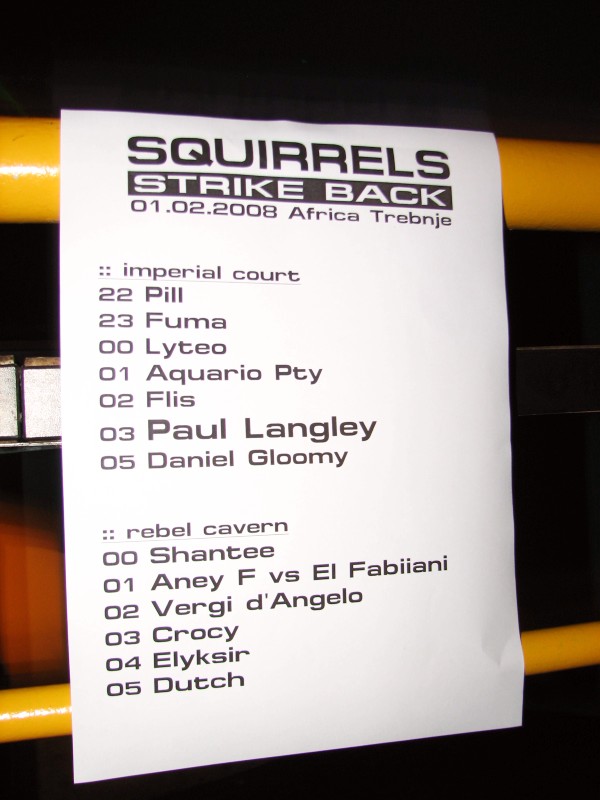 SQUIRRELS
STRIKE BACK
01.02.2008 Africa Trebnje
:: imperial court
22 Pill
23 Fuma
00 Lyteo
01 Aquario Pty
02 Flis
03 Paul Langley
05 Daniel Gloomy
:: rebel cavern
00 Shantee
01 Aney F vs El Fabiiani
02 Vergi d'Angelo
03 Crocy
04 Elyksir
05 Dutch